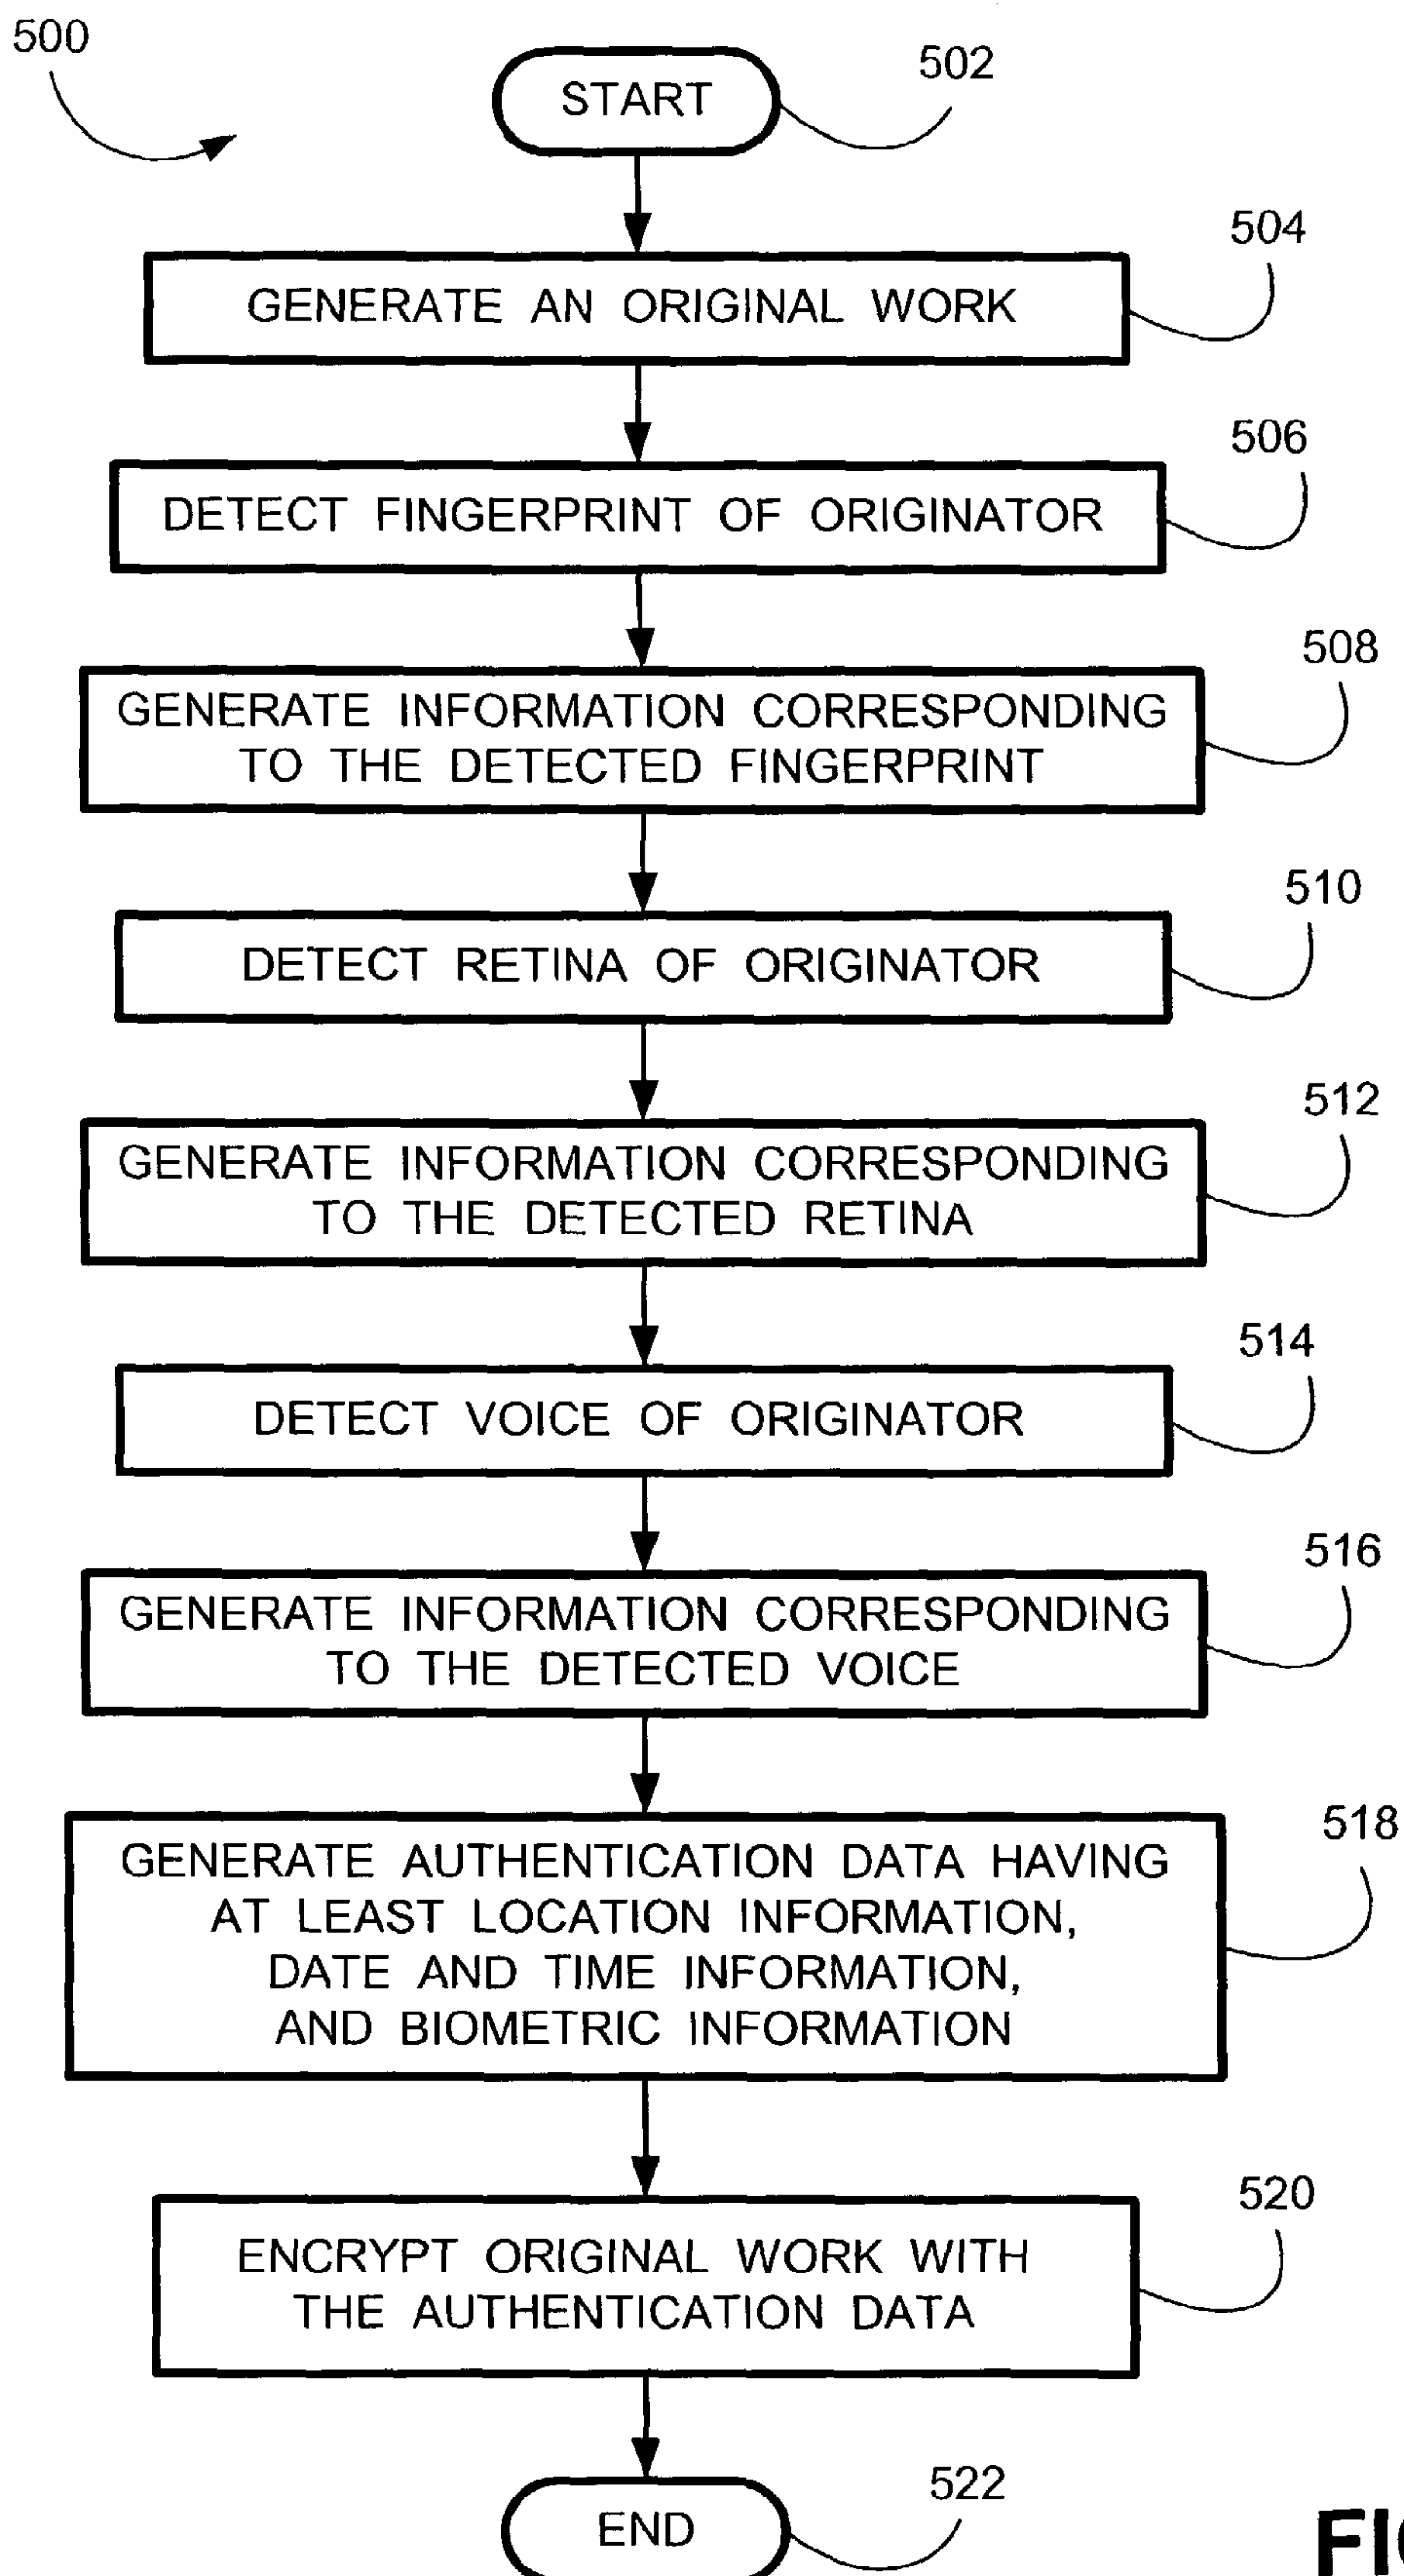 500
START
502
GENERATE AN ORIGINAL WORK
504
DETECT FINGERPRINT OF ORIGINATOR
506
GENERATE INFORMATION CORRESPONDING
TO THE DETECTED FINGERPRINT
508
DETECT RETINA OF ORIGINATOR
510
GENERATE INFORMATION CORRESPONDING
TO THE DETECTED RETINA
512
DETECT VOICE OF ORIGINATOR
514
GENERATE INFORMATION CORRESPONDING
TO THE DETECTED VOICE
516
GENERATE AUTHENTICATION DATA HAVING
AT LEAST LOCATION INFORMATION,
DATE AND TIME INFORMATION,
AND BIOMETRIC INFORMATION
518
ENCRYPT ORIGINAL WORK WITH
THE AUTHENTICATION DATA
520
END
522